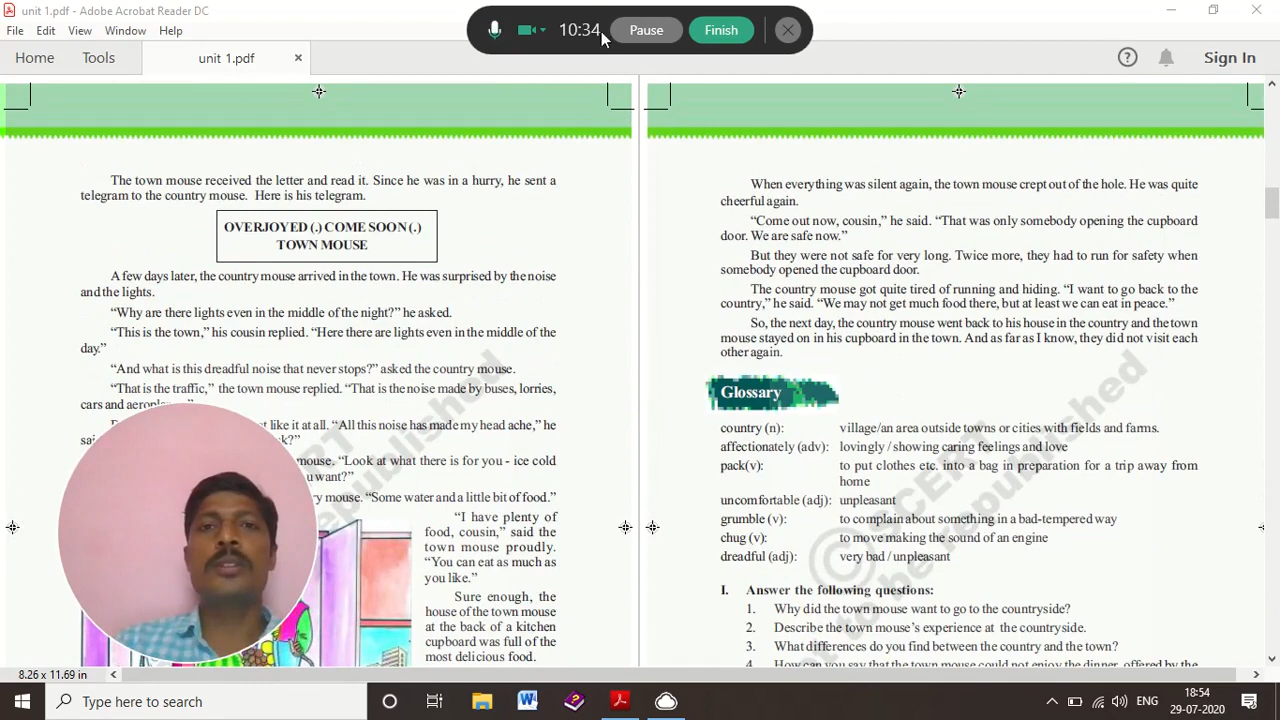 unit 1.pdf - Adobe Acrobat Reader DC
File Edit View Window Help
10:34 Pause Finish
Home Tools unit 1.pdf × Sign In
The town mouse received the letter and read it. Since he was in a hurry, he sent a
telegram to the country mouse. Here is his telegram.
OVERJOYED (.) COME SOON (.)
TOWN MOUSE
A few days later, the country mouse arrived in the town. He was surprised by the noise
and the lights.
“Why are there lights even in the middle of the night?” he asked.
“This is the town,” his cousin replied. “Here there are lights even in the middle of the
day.”
“And what is this dreadful noise that never stops?” asked the country mouse.
“That is the traffic,” the town mouse replied. “That is the noise made by buses, lorries,
cars and
like it at all. “All this noise has made my head ache,” he
mouse. “Look at what there is for you - ice cold
want?”
mouse. “Some water and a little bit of food.”
“I have plenty of
food, cousin,” said the
town mouse proudly.
“You can eat as much as
you like.”
Sure enough, the
house of the town mouse
at the back of a kitchen
cupboard was full of the
most delicious food.
When everything was silent again, the town mouse crept out of the hole. He was quite
cheerful again.
“Come out now, cousin,” he said. “That was only somebody opening the cupboard
door. We are safe now.”
But they were not safe for very long. Twice more, they had to run for safety when
somebody opened the cupboard door.
The country mouse got quite tired of running and hiding. “I want to go back to the
country,” he said. “We may not get much food there, but at least we can eat in peace.”
So, the next day, the country mouse went back to his house in the country and the town
mouse stayed on in his cupboard in the town. And as far as I know, they did not visit each
other again.
Glossary
country (n): village/an area outside towns or cities with fields and farms.
affectionately (adv): lovingly / showing caring feelings and love
pack(v): to put clothes etc. into a bag in preparation for a trip away from
home
uncomfortable (adj): unpleasant
grumble (v): to complain about something in a bad-tempered way
chug (v): to move making the sound of an engine
dreadful (adj): very bad / unpleasant
I. Answer the following questions:
1. Why did the town mouse want to go to the countryside?
2. Describe the town mouse’s experience at the countryside.
3. What differences do you find between the country and the town?
4. How can you say that the town mouse could not enjoy the dinner, offered by the
© SCERT
to be republished
8.26 x 11.69 in
Type here to search
ENG
18:54
29-07-2020